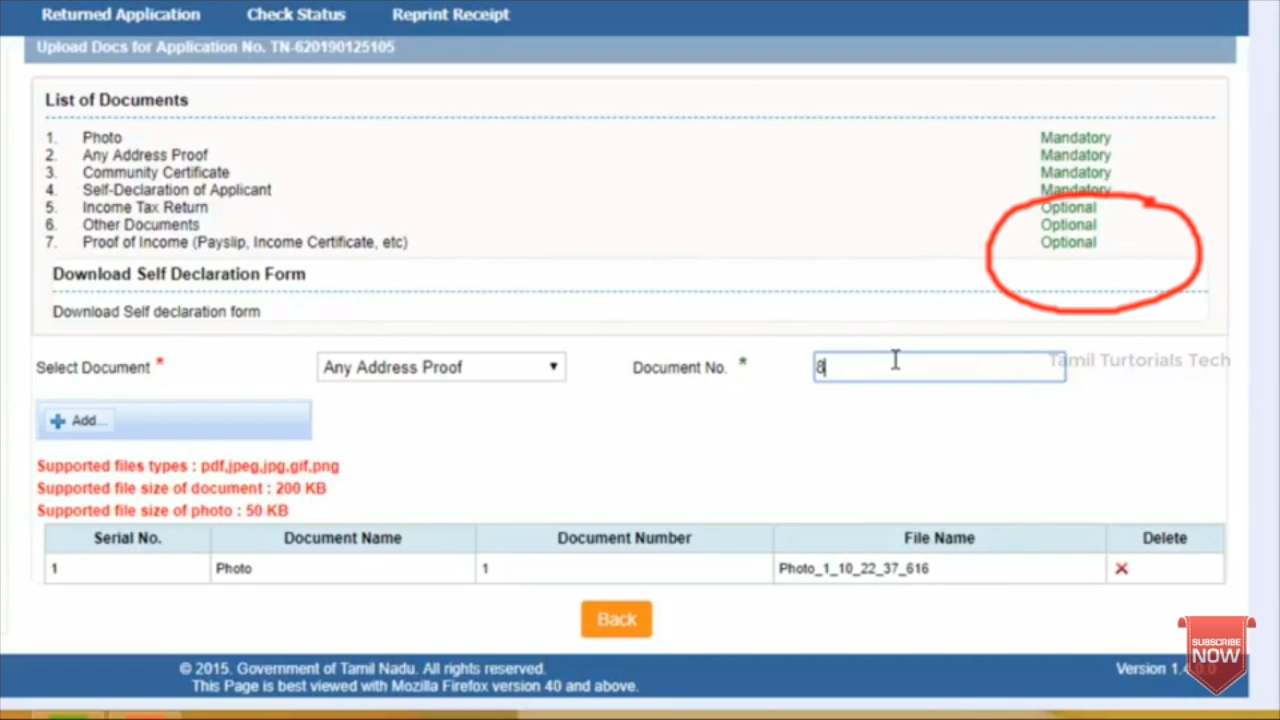 Returned Application Check Status Reprint Receipt
Upload Docs for Application No. TN-620190125105
List of Documents
1. Photo Mandatory
2. Any Address Proof Mandatory
3. Community Certificate Mandatory
4. Self-Declaration of Applicant Mandatory
5. Income Tax Return Optional
6. Other Documents Optional
7. Proof of Income (Payslip, Income Certificate, etc) Optional
Download Self Declaration Form
Download Self declaration form
Select Document * Any Address Proof Document No. * 8
Tamil Turtorials Tech
Add...
Supported files types : pdf,jpeg,jpg,gif,png
Supported file size of document : 200 KB
Supported file size of photo : 50 KB
Serial No. Document Name Document Number File Name Delete
1 Photo 1 Photo_1_10_22_37_616
Back
SUBSCRIBE
NOW
© 2015. Government of Tamil Nadu. All rights reserved. Version
This Page is best viewed with Mozilla Firefox version 40 and above.